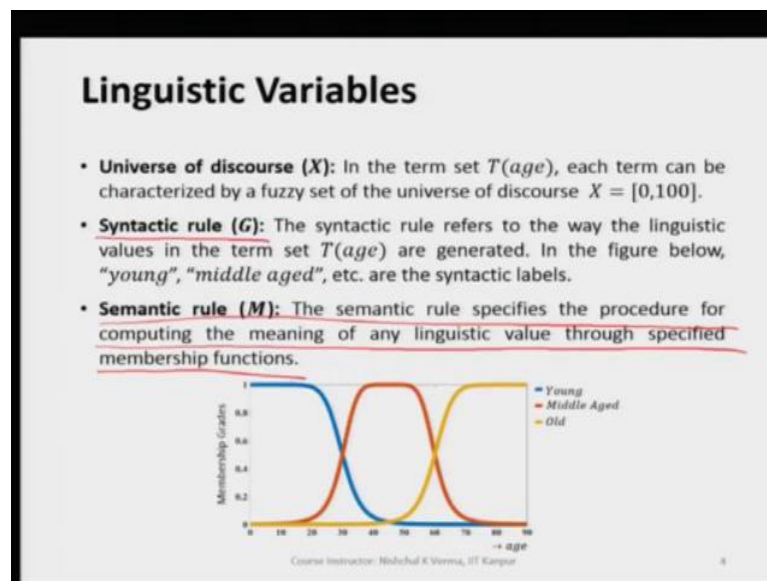 Linguistic Variables
• Universe of discourse (X): In the term set T(age), each term can be
characterized by a fuzzy set of the universe of discourse X = [0,100].
• Syntactic rule (G): The syntactic rule refers to the way the linguistic
values in the term set T(age) are generated. In the figure below,
"young", "middle aged", etc. are the syntactic labels.
• Semantic rule (M): The semantic rule specifies the procedure for
computing the meaning of any linguistic value through specified
membership functions.
Membership Grades
1
0.8
0.6
0.4
0.2
0
0 10 20 30 40 50 60 70 80 90
→ age
Young
Middle Aged
Old
Course Instructor: Nishchal K Verma, IIT Kanpur
4